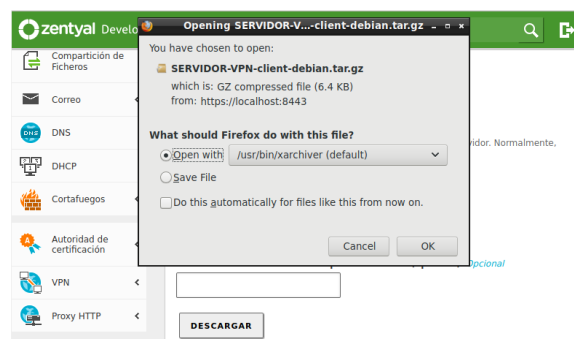 zentyal Develo
Opening SERVIDOR-V...-client-debian.tar.gz
Compartición de
Ficheros
Correo
DNS
DNS
DHCP
Cortafuegos
Autoridad de
certificación
VPN
Proxy HTTP
You have chosen to open:
SERVIDOR-VPN-client-debian.tar.gz
which is: GZ compressed file (6.4 KB)
from: https://localhost:8443
What should Firefox do with this file?
Open with
/usr/bin/xarchiver (default)
Save File
Do this automatically for files like this from now on.
Cancel
OK
vidor. Normalmente,
Opcional
DESCARGAR